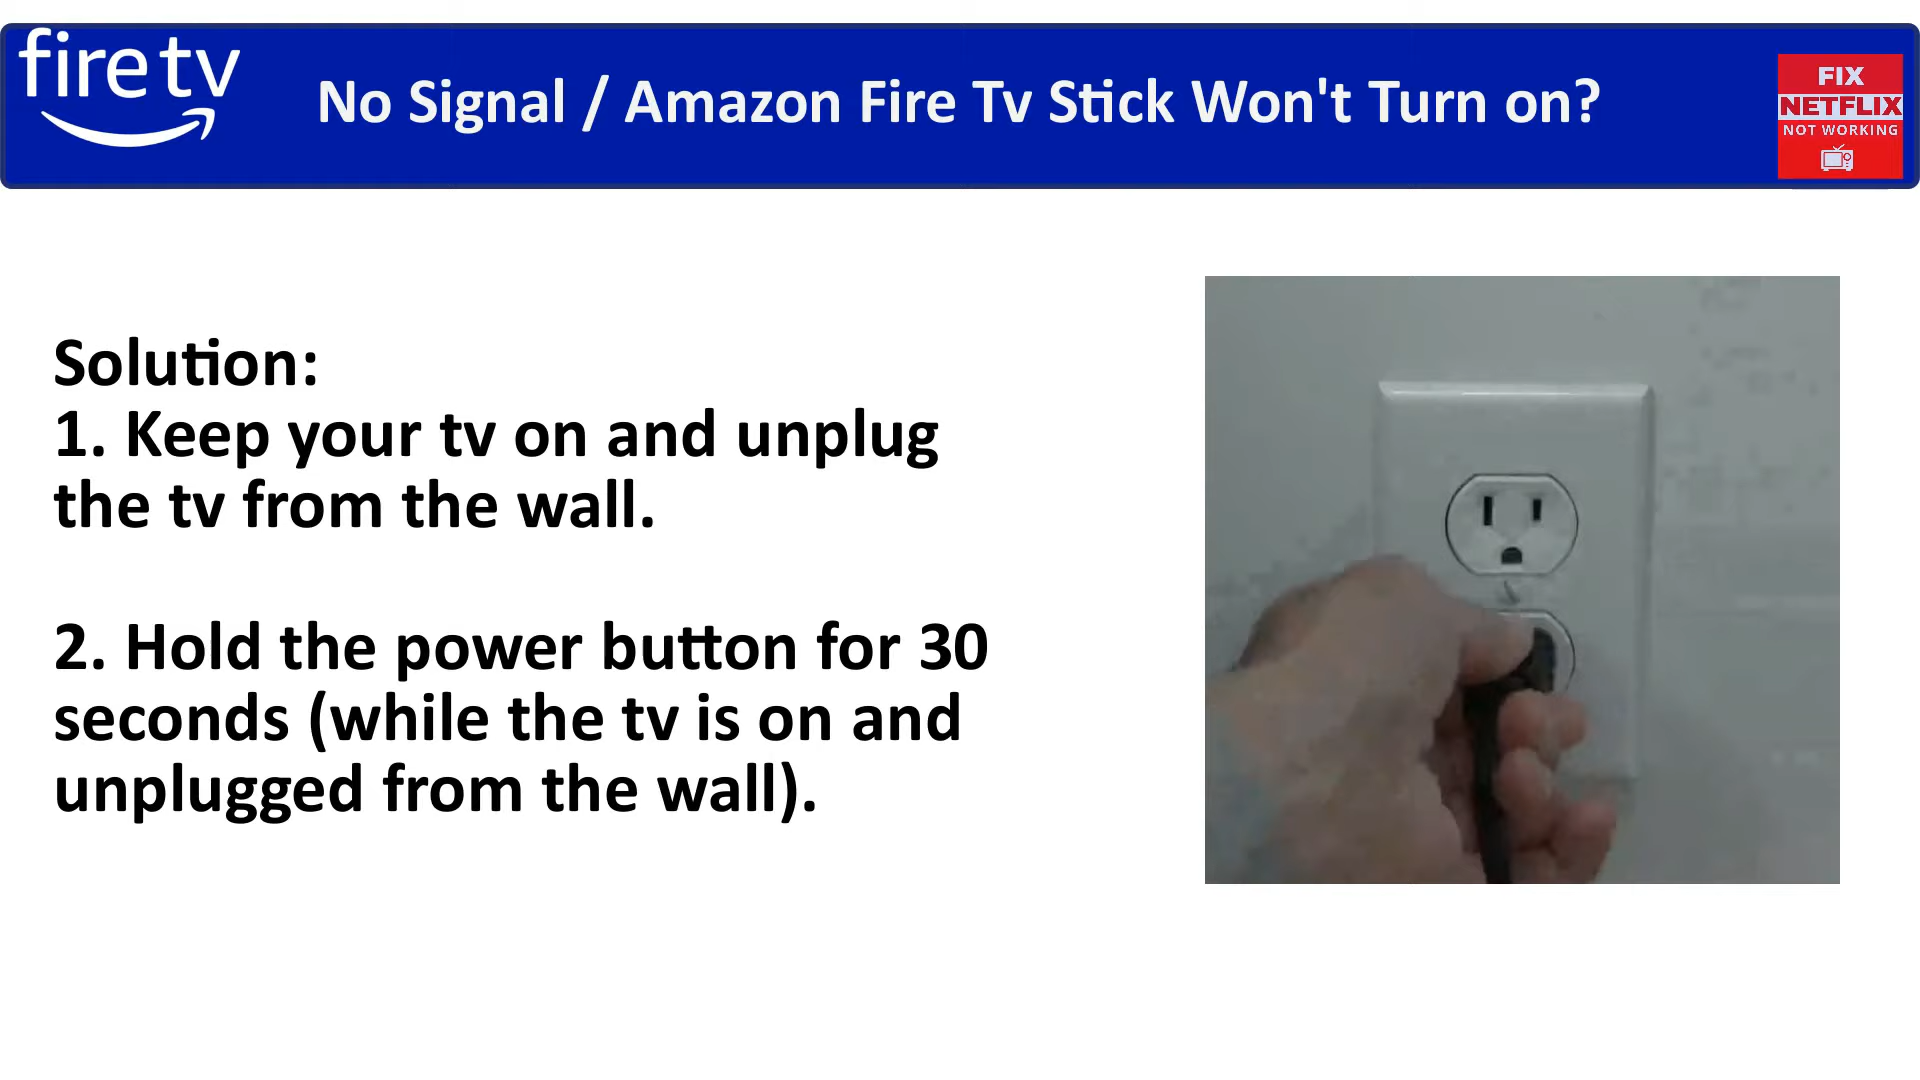 fire tv
No Signal / Amazon Fire Tv Stick Won't Turn on?
FIX
NETFLIX
NOT WORKING
Solution:
1. Keep your tv on and unplug
the tv from the wall.
2. Hold the power button for 30
seconds (while the tv is on and
unplugged from the wall).